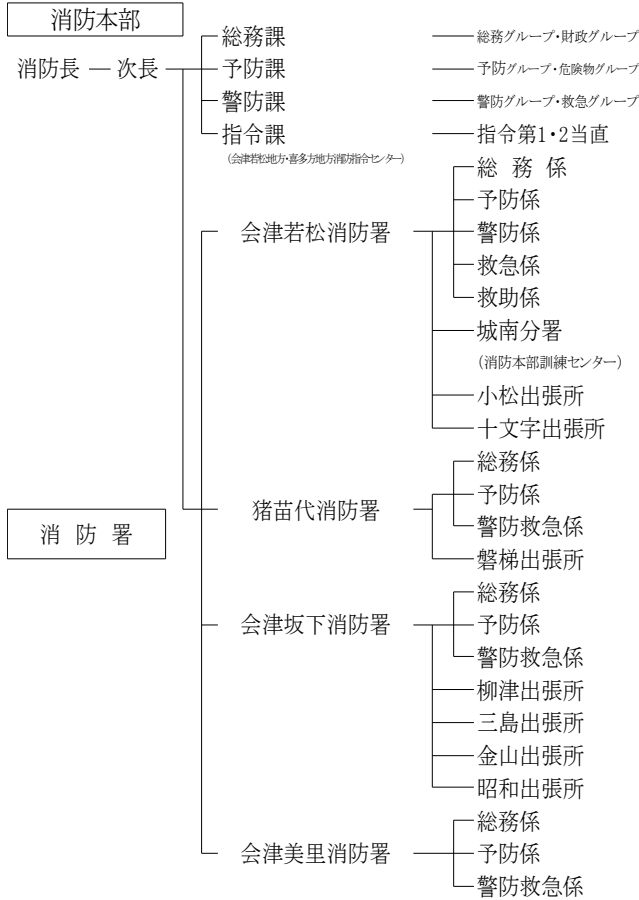 消防本部
消防長 次長
総務課 総務グループ・財政グループ
予防課 予防グループ・危険物グループ
警防課 警防グループ・救急グループ
指令課 指令第1・2当直
(会津若松地方・喜多方地方消防指令センター)
消防署
会津若松消防署
総務係
予防係
警防係
救急係
救助係
城南分署
(消防本部訓練センター)
小松出張所
十文字出張所
猪苗代消防署
総務係
予防係
警防救急係
磐梯出張所
会津坂下消防署
総務係
予防係
警防救急係
柳津出張所
三島出張所
金山出張所
昭和出張所
会津美里消防署
総務係
予防係
警防救急係